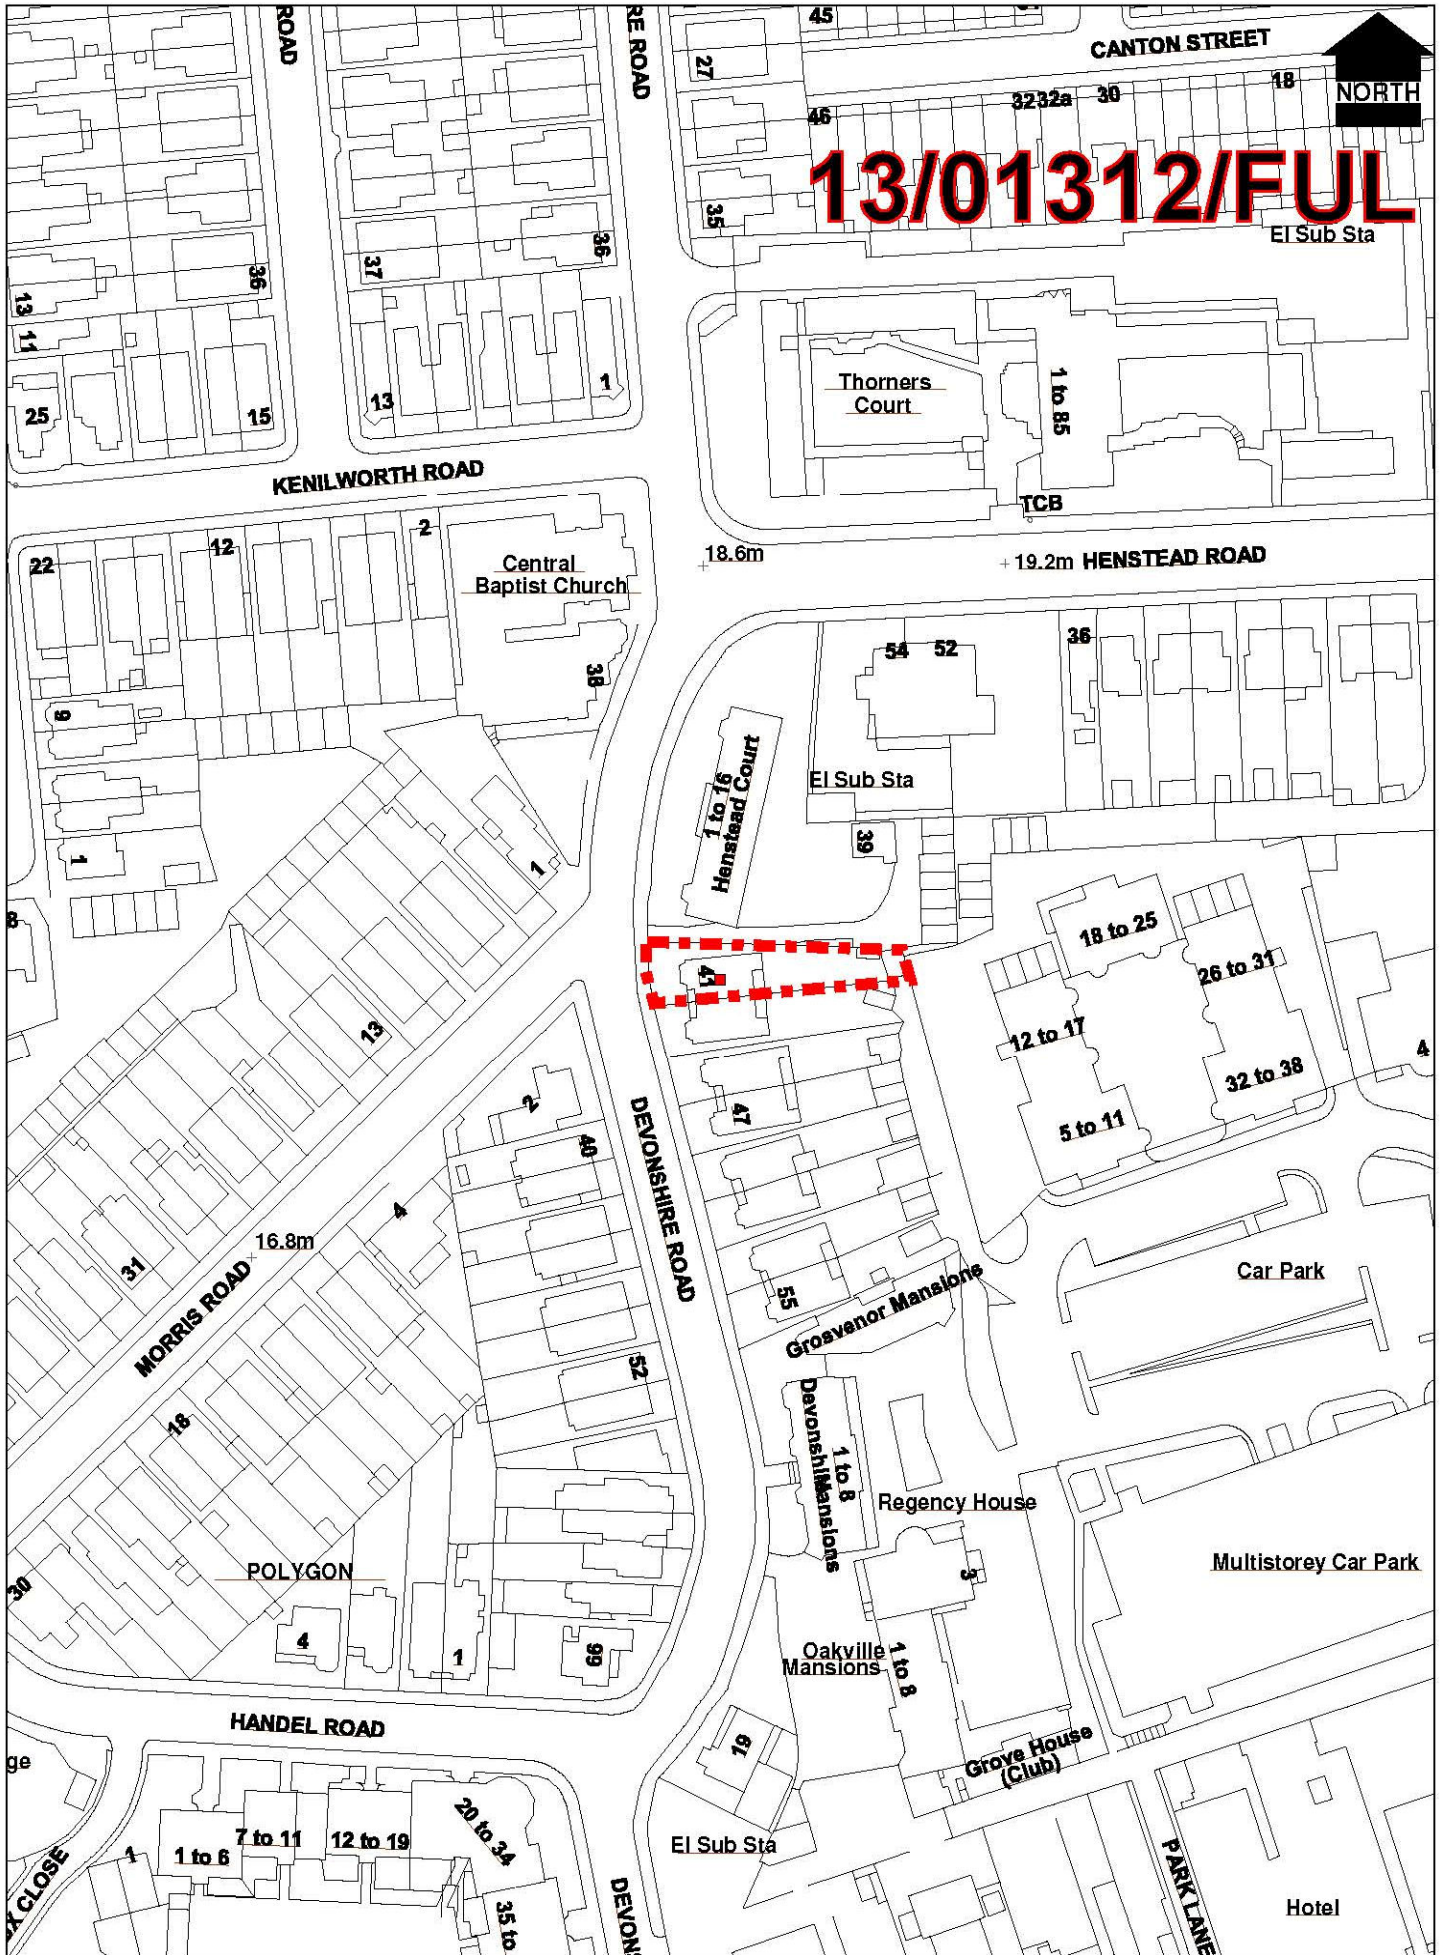 ROAD
RE ROAD
45
CANTON STREET
27
NORTH
46
32 32a 30
18
13/01312/FUL
35
El Sub Sta
36
37
36
13
11
25
15
13
1
Thorners
Court
1 to 85
KENILWORTH ROAD
TCB
22
12
2
Central
Baptist Church
18.6m
19.2m HENSTEAD ROAD
38
54 52
36
9
1 to 16
Henstead Court
El Sub Sta
39
1
1
8
18 to 25
26 to 31
41
13
12 to 17
32 to 38
4
5 to 11
2
47
40
DEVONSHIRE ROAD
4
16.8m
31
MORRIS ROAD
Car Park
55
Grosvenor Mansions
52
18
1 to 8
Devonshire Mansions
Regency House
Multistorey Car Park
POLYGON
30
3
4
1
69
Oakville
Mansions
1 to 8
HANDEL ROAD
19
Grove House
(Club)
ge
20 to 34
7 to 11
12 to 19
1
1 to 6
El Sub Sta
X CLOSE
35 to
DEVON
PARK LANE
Hotel